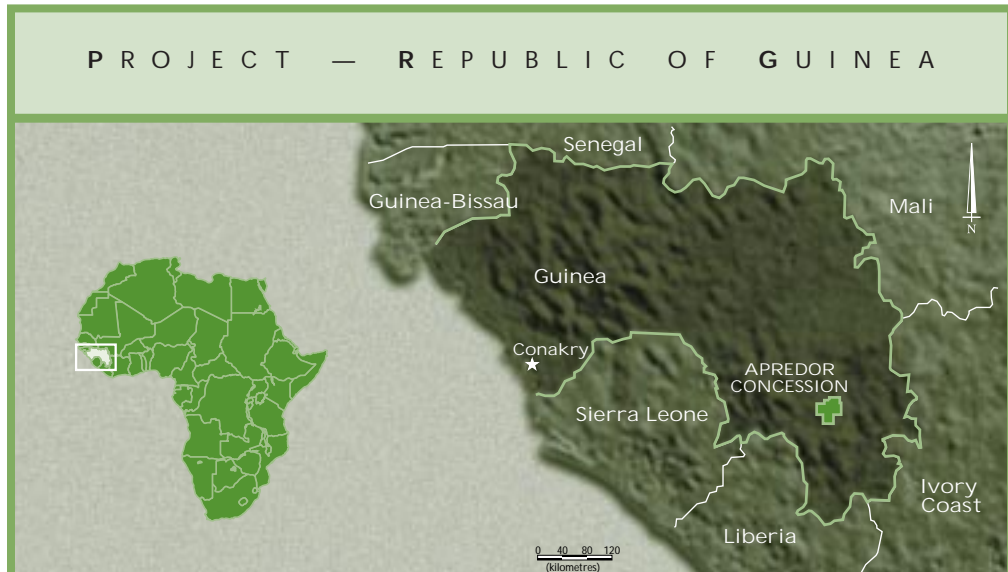 PROJECT — REPUBLIC OF GUINEA
Senegal
Guinea-Bissau
Mali
N
Guinea
Conakry
APREDOR
CONCESSION
Sierra Leone
Ivory
Coast
Liberia
0 40 80 120
(kilometres)